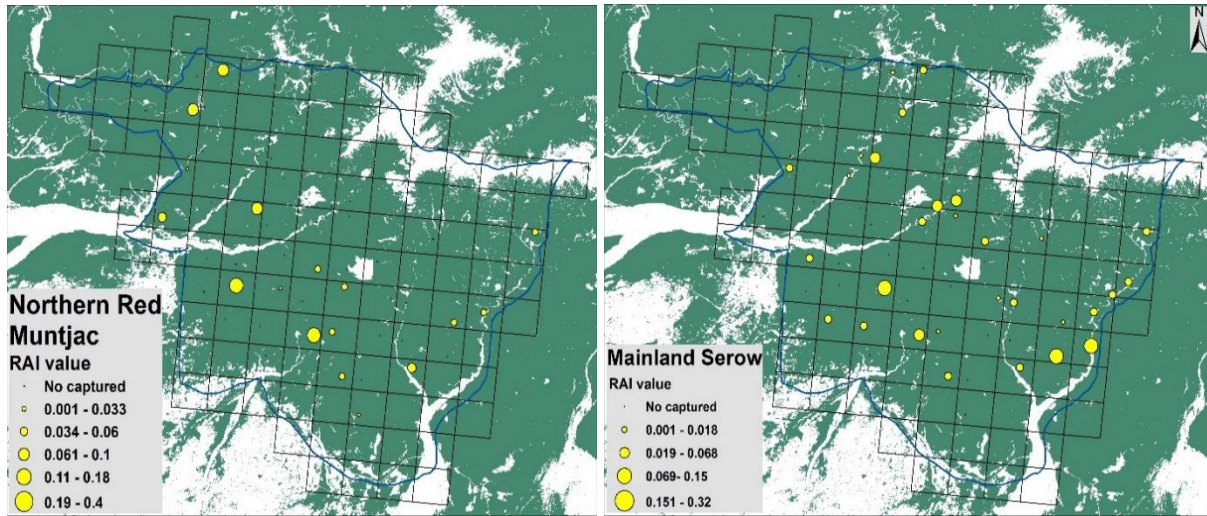 Northern Red
Muntjac
RAI value
No captured
0.001 - 0.033
0.034 - 0.06
0.061 - 0.1
0.11 - 0.18
0.19 - 0.4
N
Mainland Serow
RAI value
No captured
0.001 - 0.018
0.019 - 0.068
0.069- 0.15
0.151 - 0.32